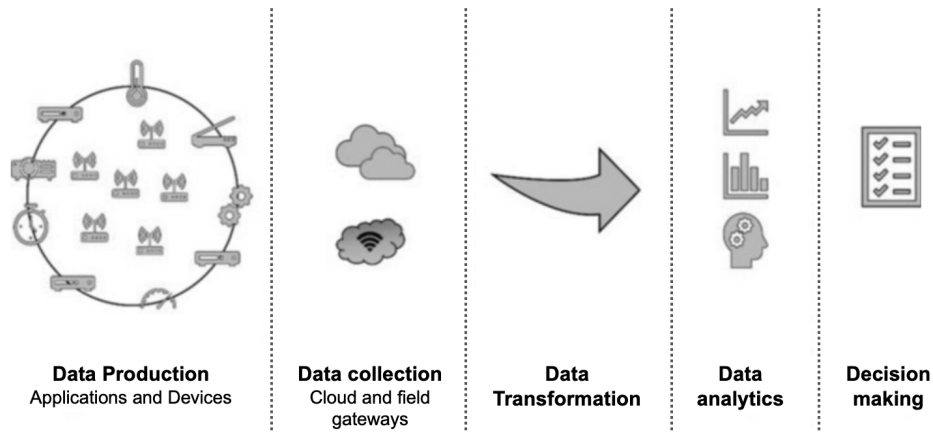 Data Production
Applications and Devices
Data collection
Cloud and field
gateways
Data
Transformation
Data
analytics
Decision
making